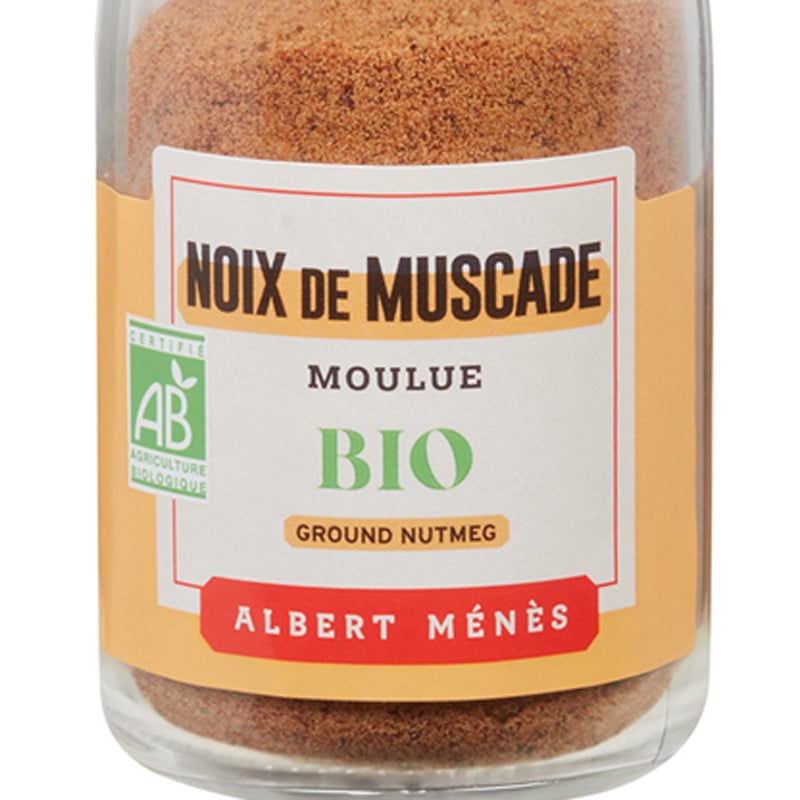 NOIX DE MUSCADE
MOULUE
BIO
GROUND NUTMEG
ALBERT MÉNÈS
CERTIFIÉ
AB
AGRICULTURE
BIOLOGIQUE